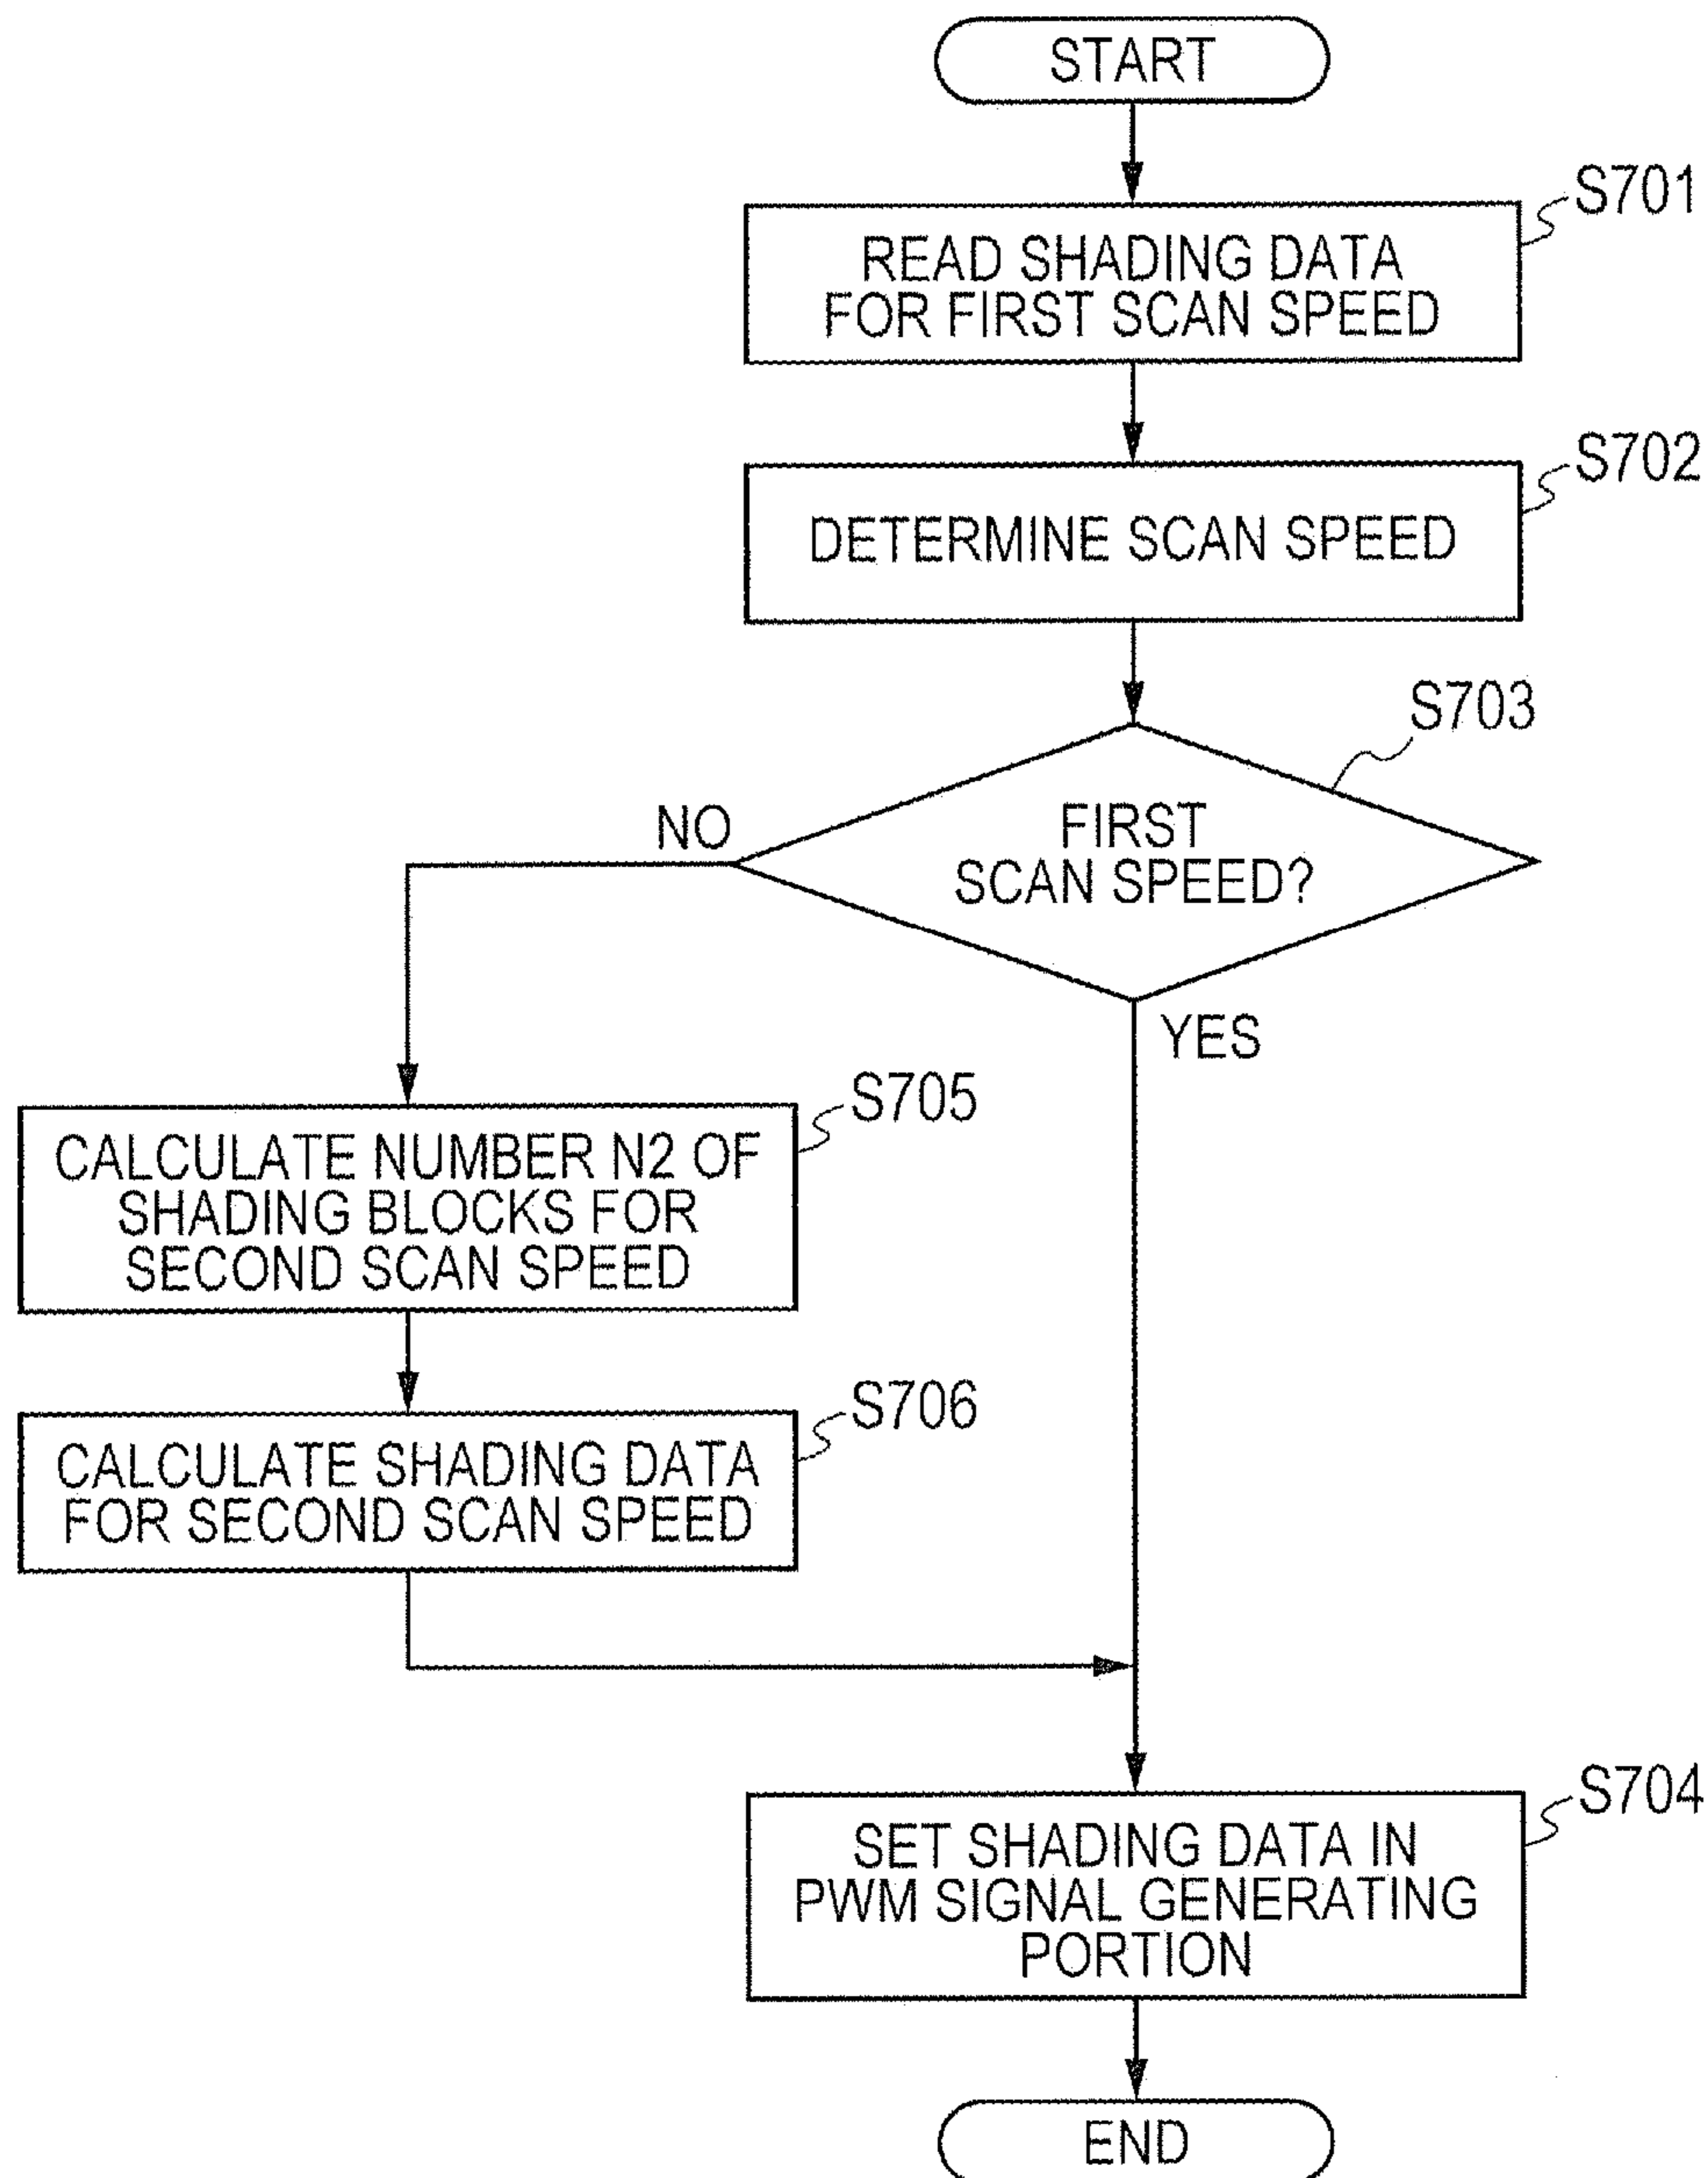 START
S701
READ SHADING DATA
FOR FIRST SCAN SPEED
S702
DETERMINE SCAN SPEED
S703
FIRST
SCAN SPEED?
NO
YES
S705
CALCULATE NUMBER N2 OF
SHADING BLOCKS FOR
SECOND SCAN SPEED
S706
CALCULATE SHADING DATA
FOR SECOND SCAN SPEED
S704
SET SHADING DATA IN
PWM SIGNAL GENERATING
PORTION
END